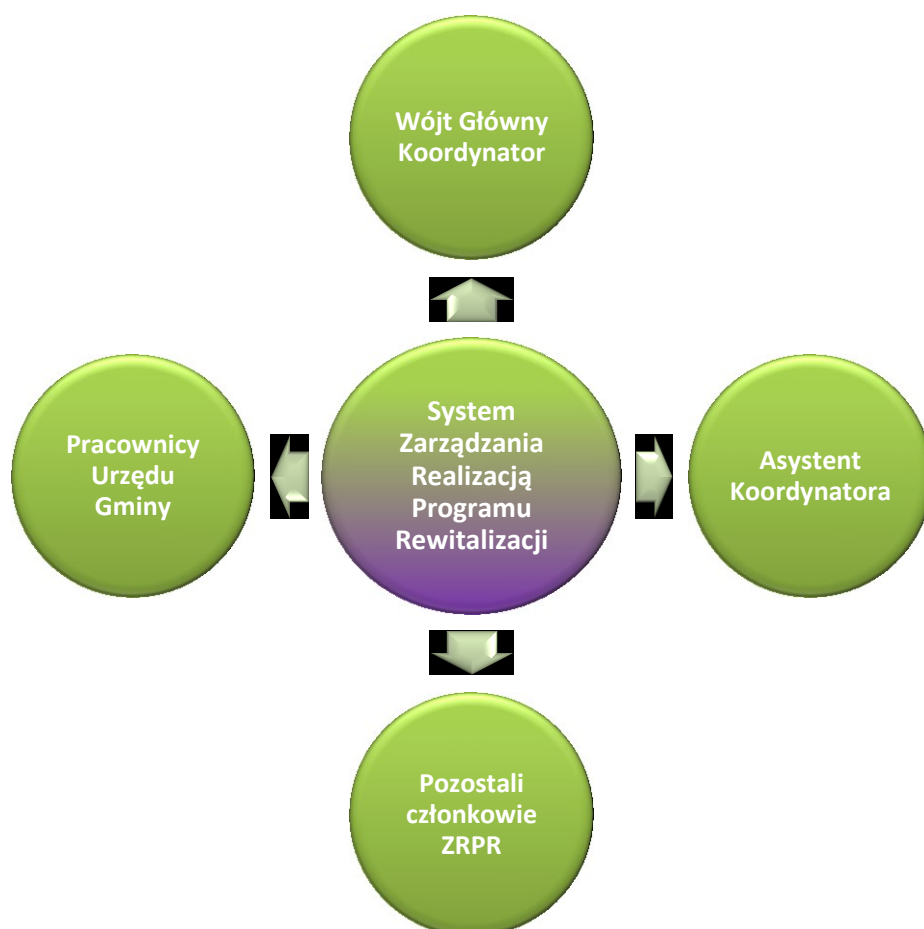 Wójt Główny
Koordynator
Pracownicy
Urzędu
Gminy
System
Zarządzania
Realizacją
Programu
Rewitalizacji
Asystent
Koordynatora
Pozostali
członkowie
ZRPR